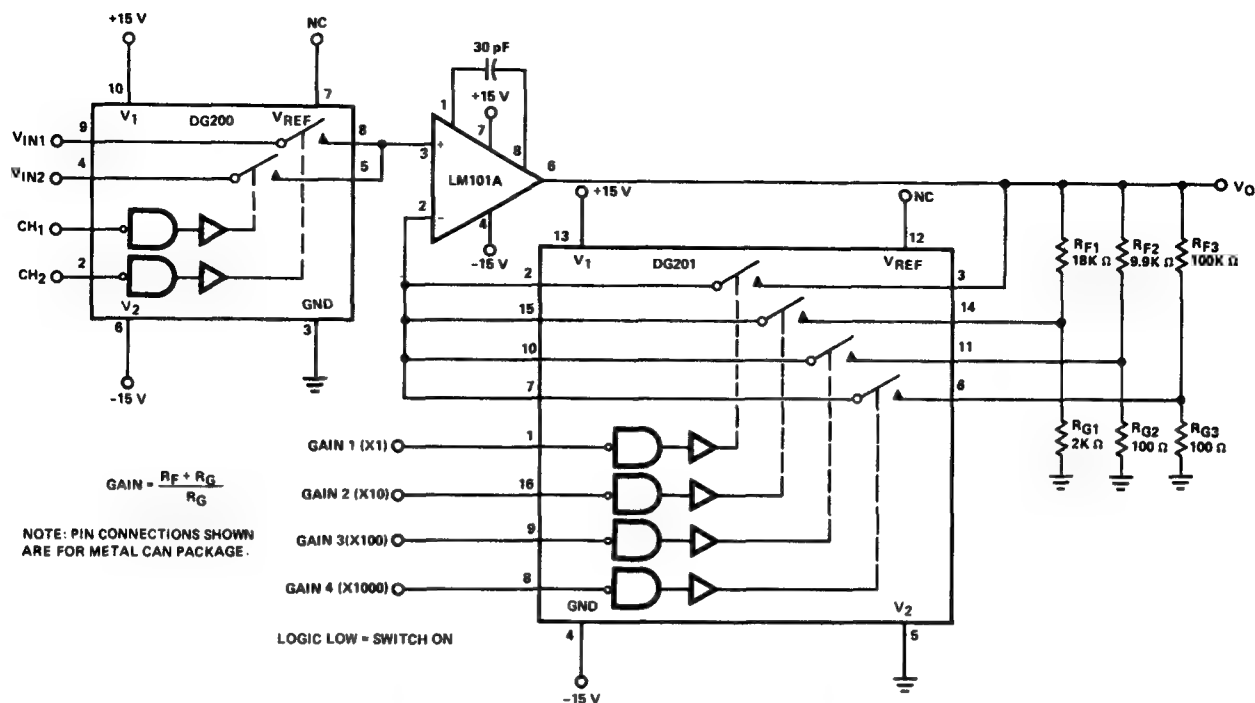 +15 V
NC
30 pF
10
7
V1
DG200
VREF
1
+15 V
7
VIN1
9
8
3
+
8
6
VIN2
4
5
LM101A
+15 V
NC
VO
CH1
1
2
−
4
−15 V
13
12
CH2
2
V1
DG201
VREF
RF1
18K Ω
RF2
9.9K Ω
RF3
100K Ω
V2
GND
2
3
6
3
15
14
−15 V
10
11
7
6
RG1
2K Ω
RG2
100 Ω
RG3
100 Ω
GAIN 1 (X1)
1
GAIN = RF + RG
RG
GAIN 2 (X10)
16
NOTE: PIN CONNECTIONS SHOWN
ARE FOR METAL CAN PACKAGE.
GAIN 3(X100)
9
GAIN 4 (X1000)
8
GND
V2
LOGIC LOW = SWITCH ON
4
5
−15 V